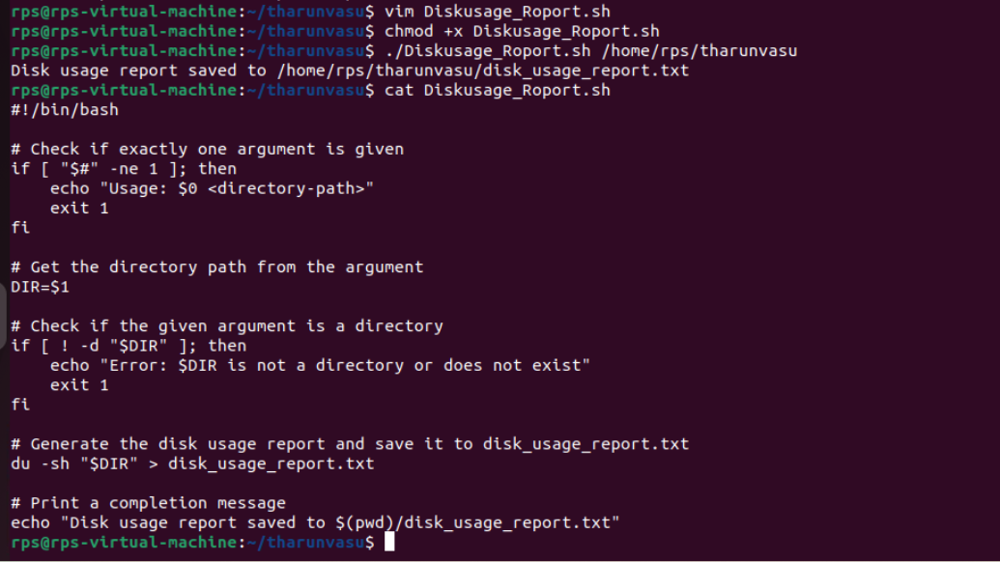 rps@rps-virtual-machine:~/tharunvasu$ vim Diskusage_Roport.sh
rps@rps-virtual-machine:~/tharunvasu$ chmod +x Diskusage_Roport.sh
rps@rps-virtual-machine:~/tharunvasu$ ./Diskusage_Roport.sh /home/rps/tharunvasu
Disk usage report saved to /home/rps/tharunvasu/disk_usage_report.txt
rps@rps-virtual-machine:~/tharunvasu$ cat Diskusage_Roport.sh
#!/bin/bash

# Check if exactly one argument is given
if [ "$#" -ne 1 ]; then
    echo "Usage: $0 <directory-path>"
    exit 1
fi

# Get the directory path from the argument
DIR=$1

# Check if the given argument is a directory
if [ ! -d "$DIR" ]; then
    echo "Error: $DIR is not a directory or does not exist"
    exit 1
fi

# Generate the disk usage report and save it to disk_usage_report.txt
du -sh "$DIR" > disk_usage_report.txt

# Print a completion message
echo "Disk usage report saved to $(pwd)/disk_usage_report.txt"
rps@rps-virtual-machine:~/tharunvasu$